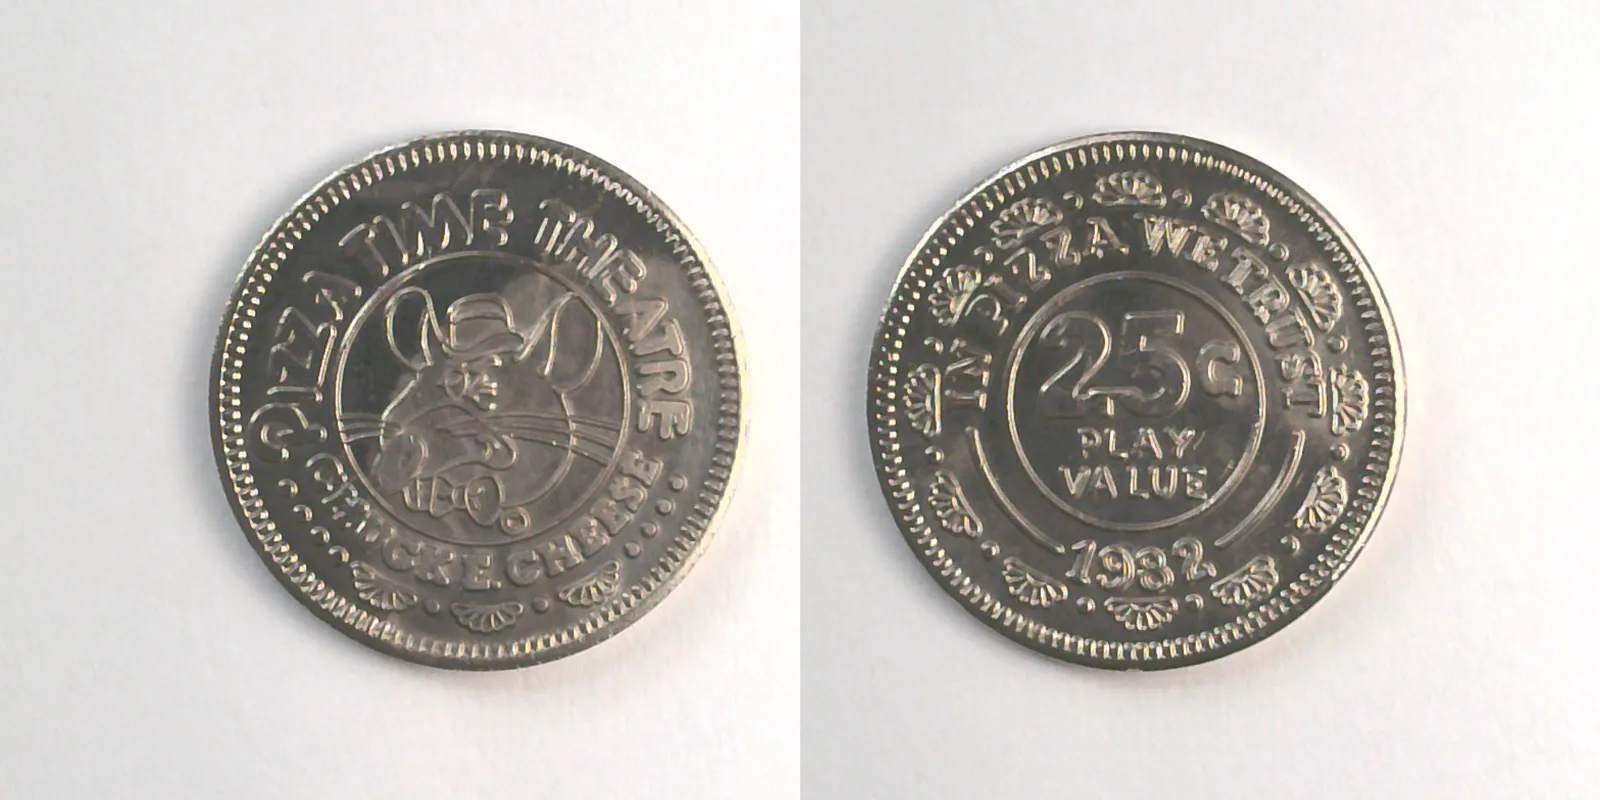 PIZZA TIME THEATRE
CHUCK E. CHEESE
©
IN PIZZA WE TRUST
25¢
PLAY
VALUE
1982